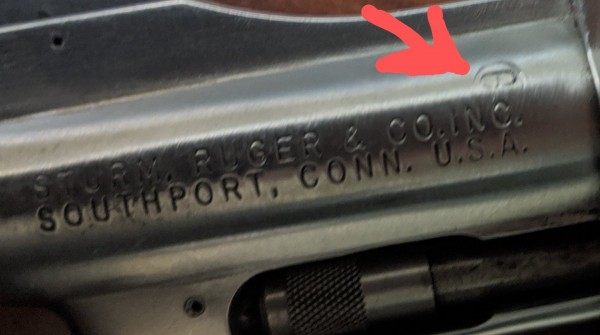 STURM, RUGER & CO. INC.
SOUTHPORT, CONN. U.S.A.